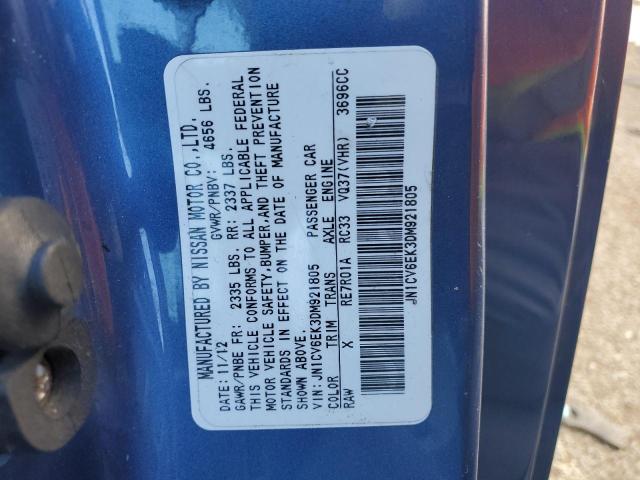 MANUFACTURED BY NISSAN MOTOR CO.,LTD.
DATE: 11/12 GVWR/PNBV: 4656 LBS.
GAWR/PNBE FR: 2335 LBS. RR: 2337 LBS.
THIS VEHICLE CONFORMS TO ALL APPLICABLE FEDERAL
MOTOR VEHICLE SAFETY,BUMPER,AND THEFT PREVENTION
STANDARDS IN EFFECT ON THE DATE OF MANUFACTURE
SHOWN ABOVE.
VIN: JN1CV6EK3DM921805 PASSENGER CAR
COLOR TRIM TRANS AXLE ENGINE
RAW X RE7R01A RC33 VQ37(VHR) 3696CC
JN1CV6EK3DM921805